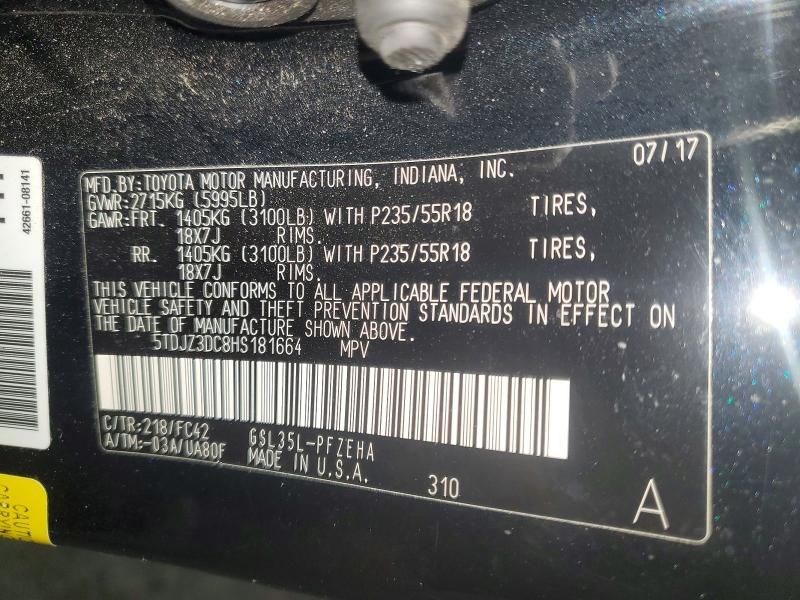 07/17
MFD.BY:TOYOTA MOTOR MANUFACTURING, INDIANA, INC.
GVWR:2715KG (5995LB)
GAWR:FRT. 1405KG (3100LB) WITH P235/55R18 TIRES,
18X7J RIMS.
RR. 1405KG (3100LB) WITH P235/55R18 TIRES,
18X7J RIMS.
THIS VEHICLE CONFORMS TO ALL APPLICABLE FEDERAL MOTOR
VEHICLE SAFETY AND THEFT PREVENTION STANDARDS IN EFFECT ON
THE DATE OF MANUFACTURE SHOWN ABOVE.
5TDJZ3DC8HS181664 MPV
C/TR:218/FC42 GSL35L-PFZEHA
A/TM:-03A/UA80F MADE IN U.S.A.
310
A
42661-08141